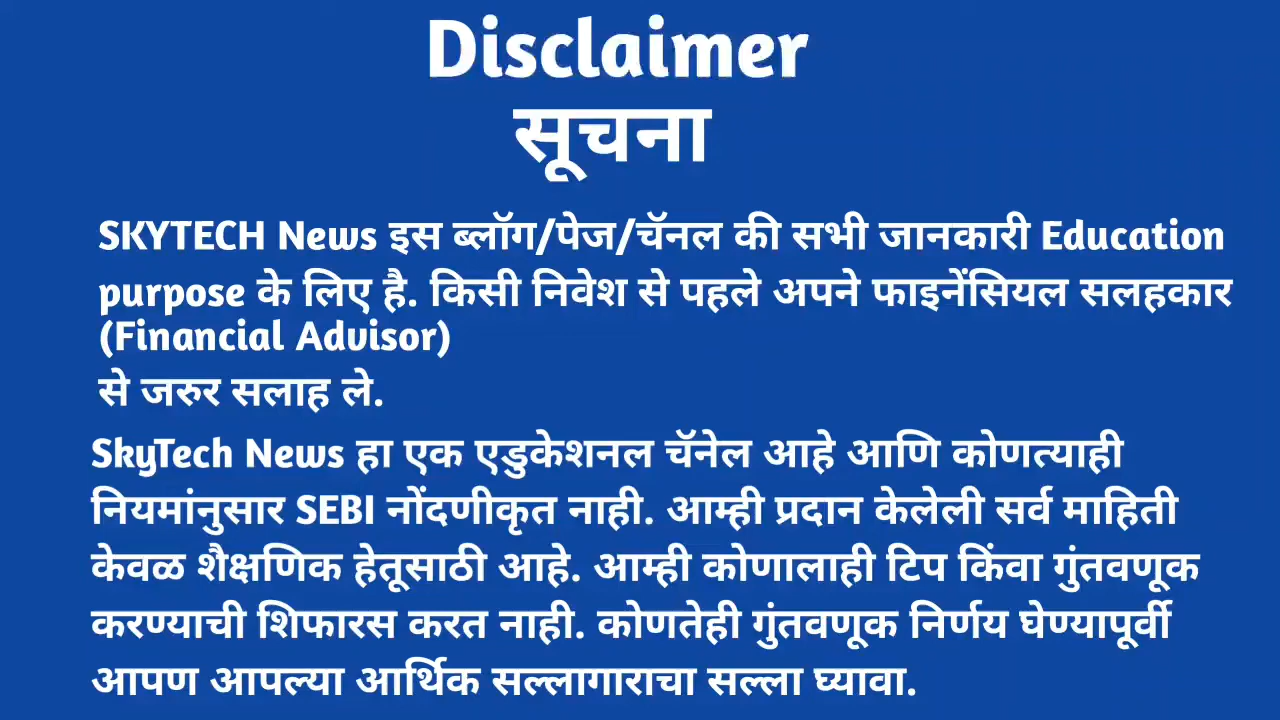 Disclaimer
सूचना
SKYTECH News इस ब्लॉग/पेज/चॅनल की सभी जानकारी Education
purpose के लिए है. किसी निवेश से पहले अपने फाइनेंसियल सलहकार
(Financial Advisor)
से जरुर सलाह ले.
SkyTech News हा एक एडुकेशनल चॅनेल आहे आणि कोणत्याही
नियमांनुसार SEBI नोंदणीकृत नाही. आम्ही प्रदान केलेली सर्व माहिती
केवळ शैक्षणिक हेतूसाठी आहे. आम्ही कोणालाही टिप किंवा गुंतवणूक
करण्याची शिफारस करत नाही. कोणतेही गुंतवणूक निर्णय घेण्यापूर्वी
आपण आपल्या आर्थिक सल्लागाराचा सल्ला घ्यावा.